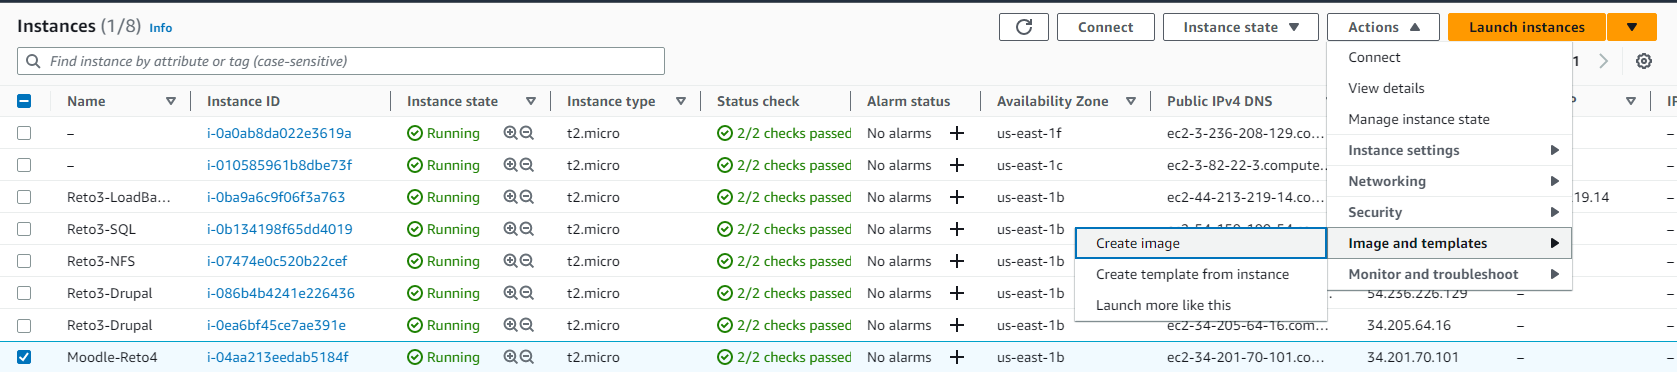 Instances (1/8) Info
Connect Instance state Actions Launch instances
Find instance by attribute or tag (case-sensitive)
1
Name Instance ID Instance state Instance type Status check Alarm status Availability Zone Public IPv4 DNS P IP
– i-0a0ab8da022e3619a Running t2.micro 2/2 checks passed No alarms us-east-1f ec2-3-236-208-129.co... – –
– i-010585961b8dbe73f Running t2.micro 2/2 checks passed No alarms us-east-1c ec2-3-82-22-3.compute... –
Reto3-LoadBa... i-0ba9a6c9f06f3a763 Running t2.micro 2/2 checks passed No alarms us-east-1b ec2-44-213-219-14.co... 19.14 –
Reto3-SQL i-0b134198f65dd4019 Running t2.micro 2/2 checks passed No alarms us-east-1b –
Reto3-NFS i-07474e0c520b22cef Running t2.micro 2/2 checks passed No alarms us-east-1b –
Reto3-Drupal i-086b4b4241e226436 Running t2.micro 2/2 checks passed No alarms us-east-1b 54.236.226.129 – –
Reto3-Drupal i-0ea6bf45ce7ae391e Running t2.micro 2/2 checks passed No alarms us-east-1b ec2-34-205-64-16.com... 34.205.64.16 – –
Moodle-Reto4 i-04aa213eedab5184f Running t2.micro 2/2 checks passed No alarms us-east-1b ec2-34-201-70-101.co... 34.201.70.101 – –
Connect
View details
Manage instance state
Instance settings
Networking
Security
Image and templates
Monitor and troubleshoot
Create image
Create template from instance
Launch more like this